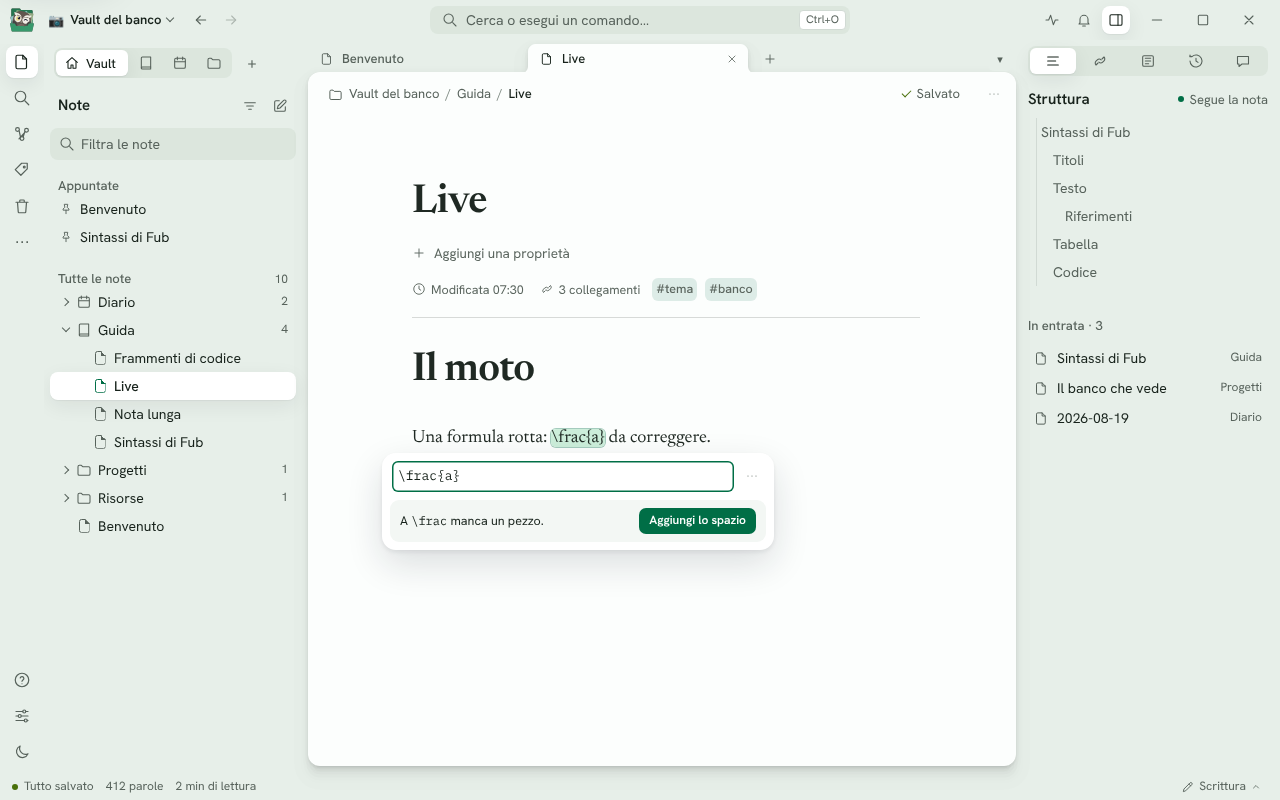 Vault del banco
Cerca o esegui un comando…
Ctrl+O
Vault
Benvenuto
Live
Note
Filtra le note
Appuntate
Benvenuto
Sintassi di Fub
Tutte le note 10
Diario 2
Guida 4
Frammenti di codice
Live
Nota lunga
Sintassi di Fub
Progetti 1
Risorse 1
Benvenuto
Vault del banco / Guida / Live
Salvato
Live
Aggiungi una proprietà
Modificata 07:30 3 collegamenti #tema #banco
Il moto
Una formula rotta: \frac{a} da correggere.
\frac{a}
A \frac manca un pezzo.
Aggiungi lo spazio
Struttura
Segue la nota
Sintassi di Fub
Titoli
Testo
Riferimenti
Tabella
Codice
In entrata · 3
Sintassi di Fub Guida
Il banco che vede Progetti
2026-08-19 Diario
Tutto salvato 412 parole 2 min di lettura
Scrittura